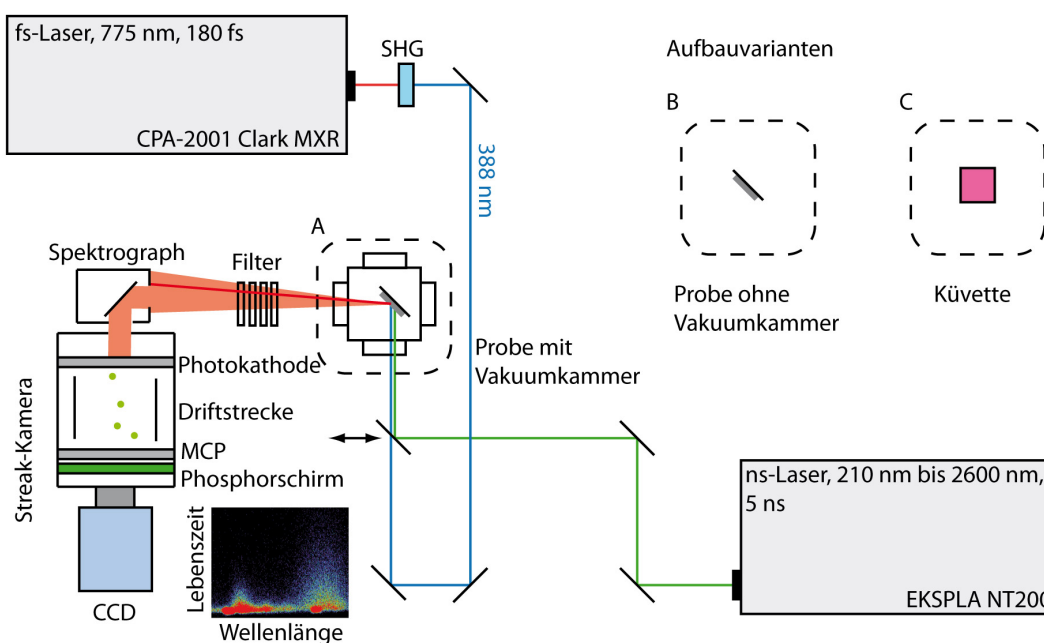 fs-Laser, 775 nm, 180 fs
CPA-2001 Clark MXR
SHG
388 nm
Aufbauvarianten
B
C
Probe ohne
Vakuumkammer
Küvette
A
Spektrograph
Filter
Probe mit
Vakuumkammer
Streak-Kamera
Photokathode
Driftstrecke
MCP
Phosphorschirm
CCD
Lebenszeit
Wellenlänge
ns-Laser, 210 nm bis 2600 nm,
5 ns
EKSPLA NT200